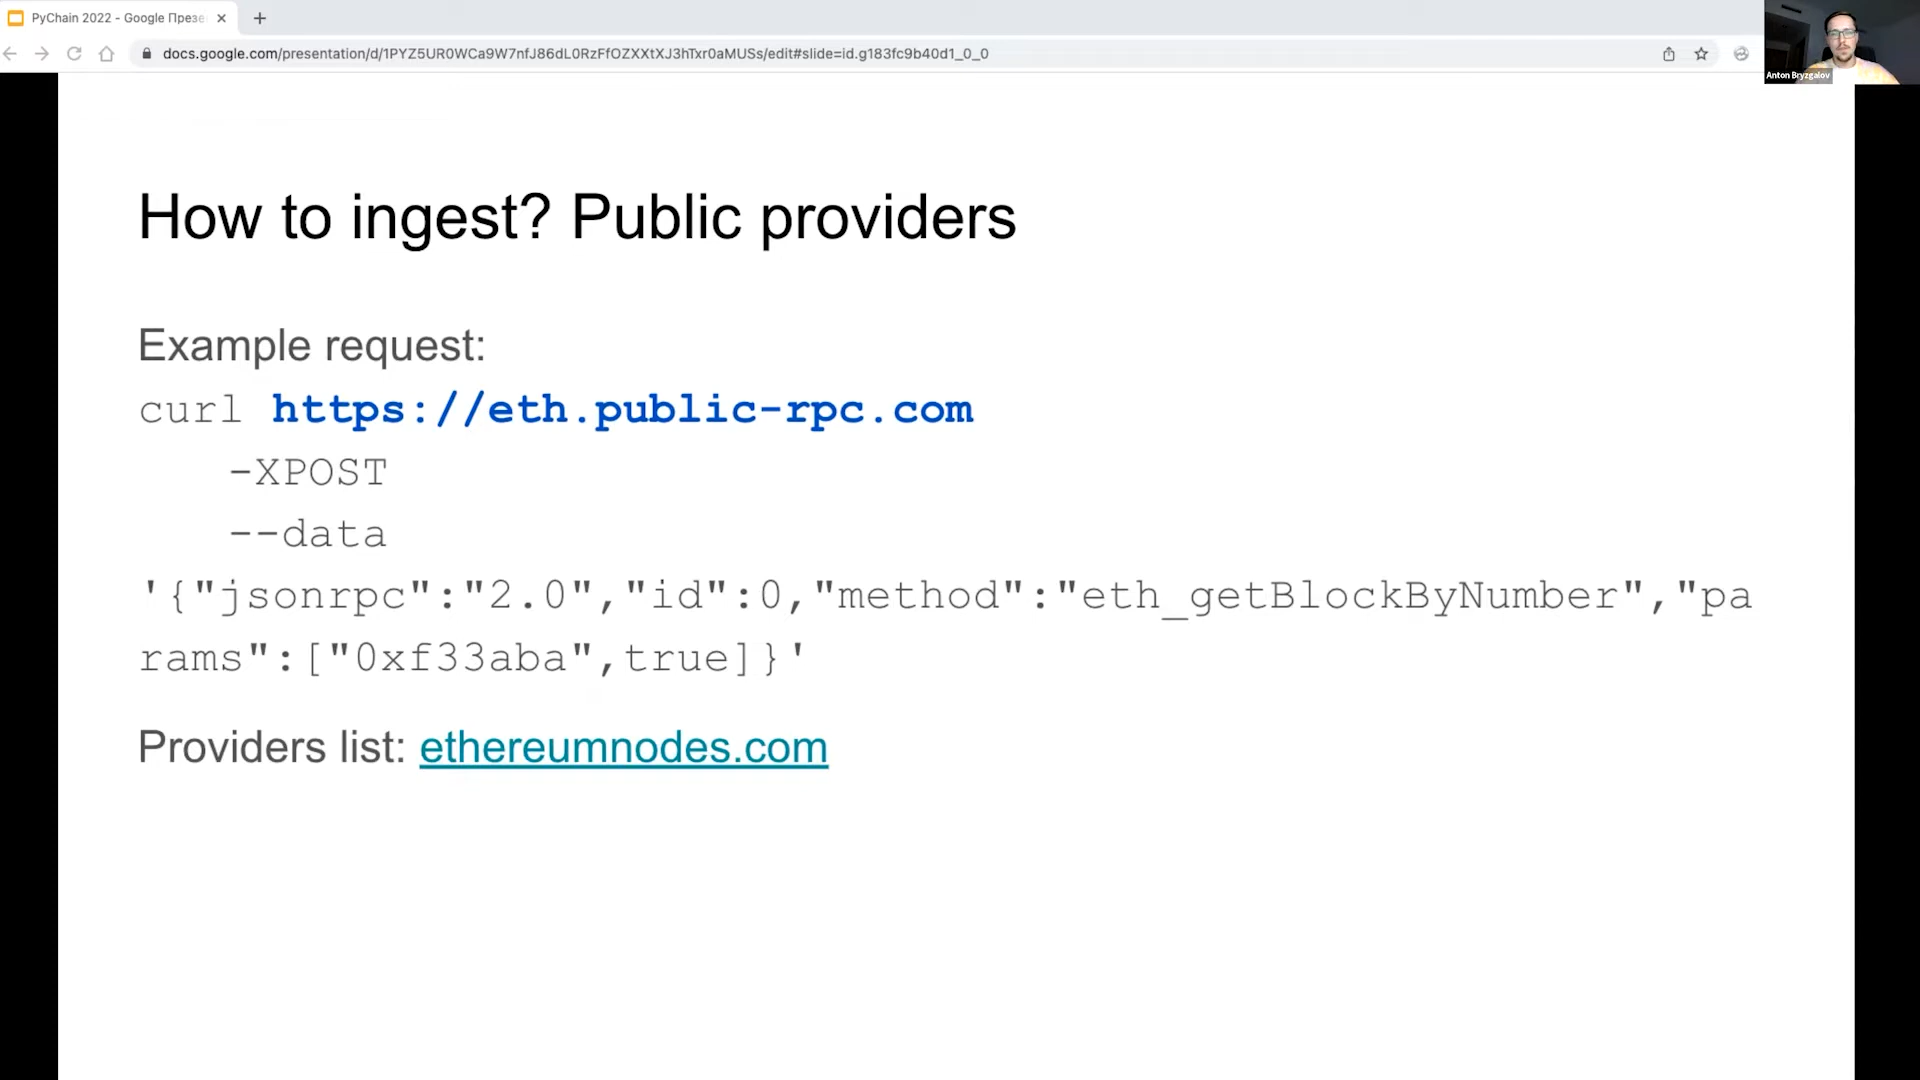 PyChain 2022 - Google Презе
docs.google.com/presentation/d/1PYZ5UR0WCa9W7nfJ86dL0RzFfOZXXtXJ3hTxr0aMUSs/edit#slide=id.g183fc9b40d1_0_0
Anton Bryzgalov
How to ingest? Public providers
Example request:
curl https://eth.public-rpc.com
-XPOST
--data
'{"jsonrpc":"2.0","id":0,"method":"eth_getBlockByNumber","pa
rams":["0xf33aba",true]}'
Providers list: ethereumnodes.com